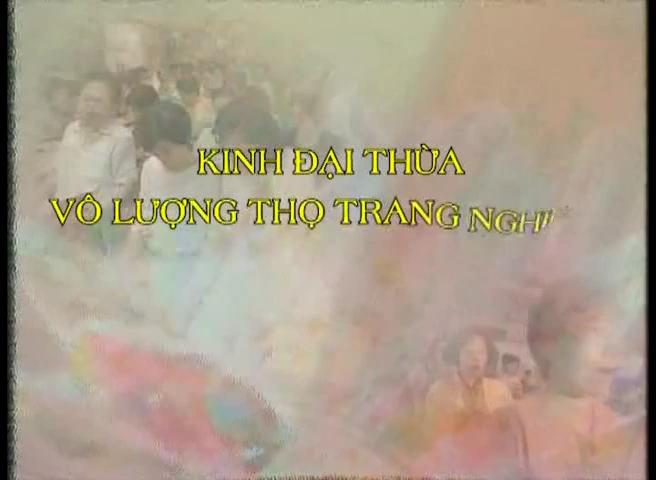 KINH ĐẠI THỪA
VÔ LƯỢNG THỌ TRANG